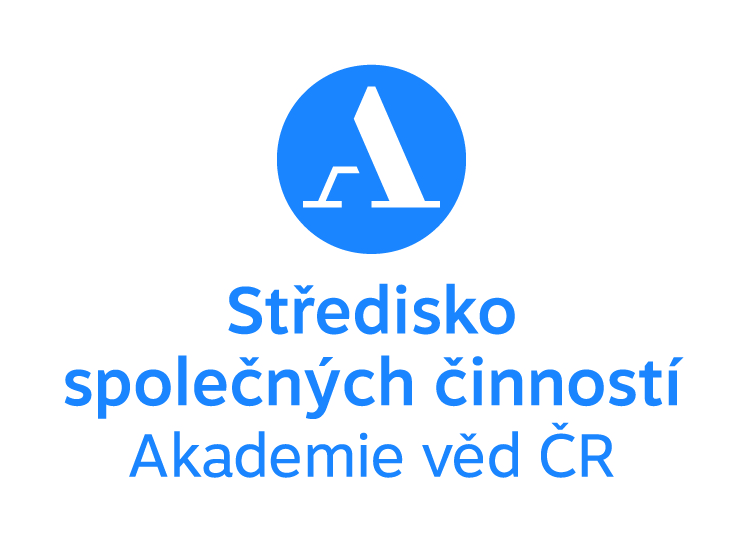 Středisko
společných činností
Akademie věd ČR